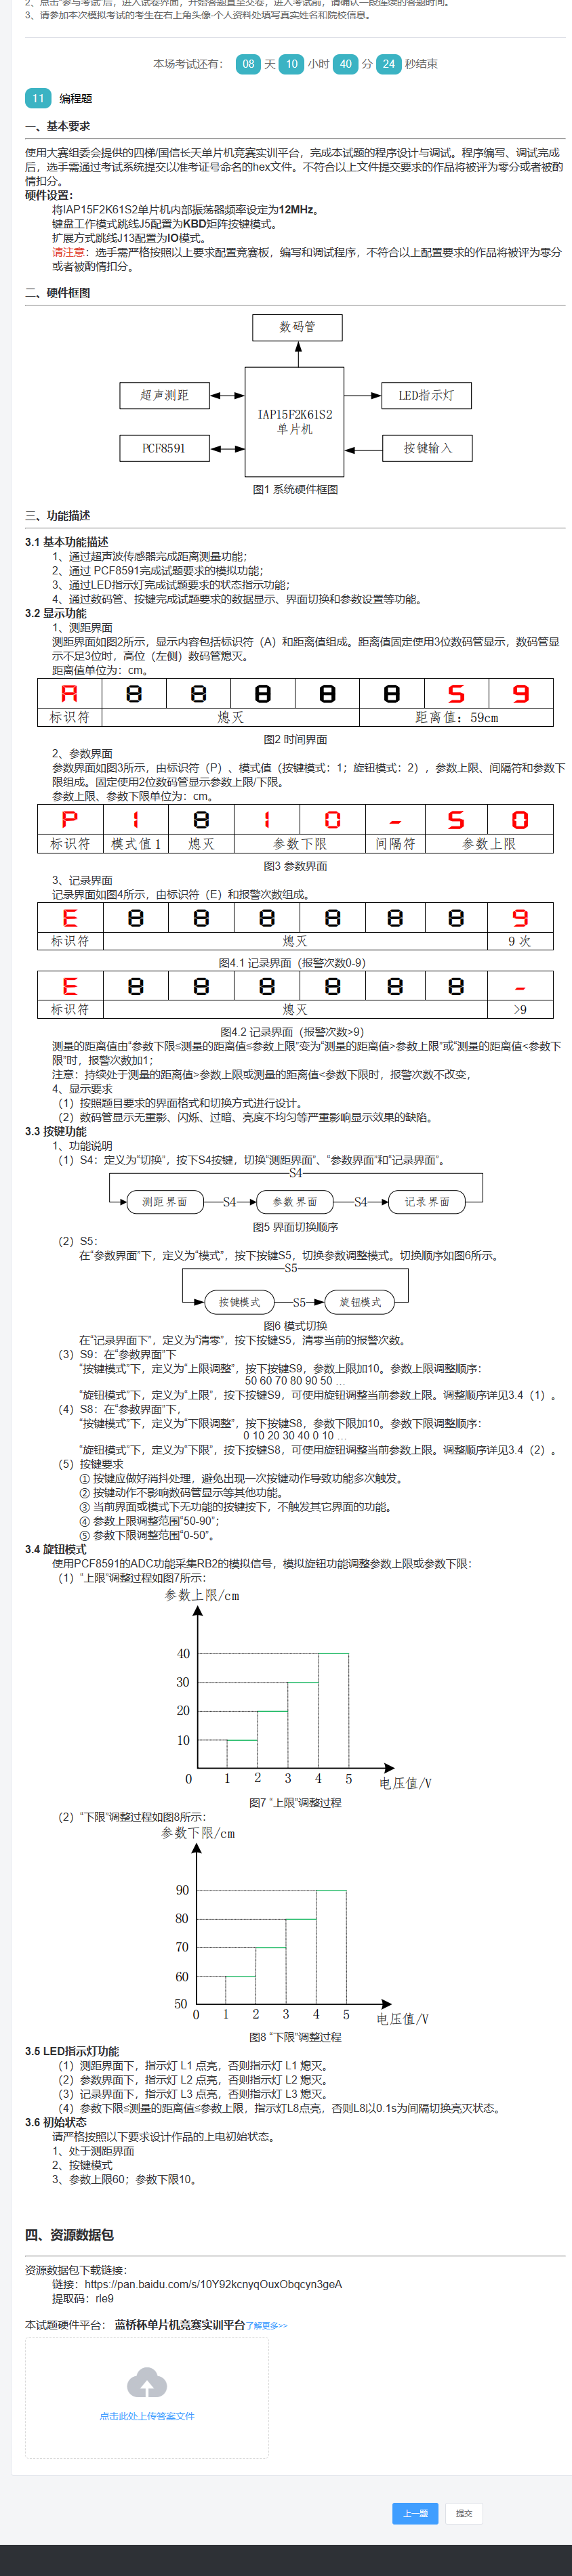 2、点击“参与考试”后，进入试卷界面，开始答题直至交卷，进入考试前，请确认一段连续的答题时间。
3、请参加本次模拟考试的考生在右上角头像-个人资料处填写真实姓名和院校信息。
本场考试还有： 08 天 10 小时 40 分 24 秒结束
11 编程题
一、基本要求
使用大赛组委会提供的四梯/国信长天单片机竞赛实训平台，完成本试题的程序设计与调试。程序编写、调试完成
后，选手需通过考试系统提交以准考证号命名的hex文件。不符合以上文件提交要求的作品将被评为零分或者被酌
情扣分。
硬件设置：
将IAP15F2K61S2单片机内部振荡器频率设定为12MHz。
键盘工作模式跳线J5配置为KBD矩阵按键模式。
扩展方式跳线J13配置为IO模式。
请注意：选手需严格按照以上要求配置竞赛板，编写和调试程序，不符合以上配置要求的作品将被评为零分
或者被酌情扣分。
二、硬件框图
数码管
超声测距
LED指示灯
IAP15F2K61S2
单片机
PCF8591
按键输入
图1 系统硬件框图
三、功能描述
3.1 基本功能描述
1、通过超声波传感器完成距离测量功能；
2、通过 PCF8591完成试题要求的模拟功能；
3、通过LED指示灯完成试题要求的状态指示功能；
4、通过数码管、按键完成试题要求的数据显示、界面切换和参数设置等功能。
3.2 显示功能
1、测距界面
测距界面如图2所示，显示内容包括标识符（A）和距离值组成。距离值固定使用3位数码管显示，数码管显
示不足3位时，高位（左侧）数码管熄灭。
距离值单位为：cm。
A 8 8 8 8 8 5 9
标识符 熄灭 距离值：59cm
图2 时间界面
2、参数界面
参数界面如图3所示，由标识符（P）、模式值（按键模式：1；旋钮模式：2），参数上限、间隔符和参数下
限组成。固定使用2位数码管显示参数上限/下限。
参数上限、参数下限单位为：cm。
P 1 8 1 0 - 5 0
标识符 模式值 1 熄灭 参数下限 间隔符 参数上限
图3 参数界面
3、记录界面
记录界面如图4所示，由标识符（E）和报警次数组成。
E 8 8 8 8 8 8 9
标识符 熄灭 9 次
图4.1 记录界面（报警次数0-9）
E 8 8 8 8 8 8 -
标识符 熄灭 >9
图4.2 记录界面（报警次数>9）
测量的距离值由“参数下限≤测量的距离值≤参数上限”变为“测量的距离值>参数上限”或“测量的距离值<参数下
限”时，报警次数加1；
注意：持续处于测量的距离值>参数上限或测量的距离值<参数下限时，报警次数不改变，
4、显示要求
（1）按照题目要求的界面格式和切换方式进行设计。
（2）数码管显示无重影、闪烁、过暗、亮度不均匀等严重影响显示效果的缺陷。
3.3 按键功能
1、功能说明
（1）S4：定义为“切换”，按下S4按键，切换“测距界面”、“参数界面”和“记录界面”。
S4
测距界面 S4 参数界面 S4 记录界面
图5 界面切换顺序
（2）S5：
在“参数界面”下，定义为“模式”，按下按键S5，切换参数调整模式。切换顺序如图6所示。
S5
按键模式 S5 旋钮模式
图6 模式切换
在“记录界面下”，定义为“清零”，按下按键S5，清零当前的报警次数。
（3）S9：在“参数界面”下
“按键模式”下，定义为“上限调整”，按下按键S9，参数上限加10。参数上限调整顺序：
50 60 70 80 90 50 …
“旋钮模式”下，定义为“上限”，按下按键S9，可使用旋钮调整当前参数上限。调整顺序详见3.4（1）。
（4）S8：在“参数界面”下，
“按键模式”下，定义为“下限调整”，按下按键S8，参数下限加10。参数下限调整顺序：
0 10 20 30 40 0 10 …
“旋钮模式”下，定义为“下限”，按下按键S8，可使用旋钮调整当前参数上限。调整顺序详见3.4（2）。
（5）按键要求
① 按键应做好消抖处理，避免出现一次按键动作导致功能多次触发。
② 按键动作不影响数码管显示等其他功能。
③ 当前界面或模式下无功能的按键按下，不触发其它界面的功能。
④ 参数上限调整范围“50-90”；
⑤ 参数下限调整范围“0-50”。
3.4 旋钮模式
使用PCF8591的ADC功能采集RB2的模拟信号，模拟旋钮功能调整参数上限或参数下限：
（1）“上限”调整过程如图7所示：
参数上限/cm
40
30
20
10
0 1 2 3 4 5 电压值/V
图7 “上限”调整过程
（2）“下限”调整过程如图8所示：
参数下限/cm
90
80
70
60
50
0 1 2 3 4 5 电压值/V
图8 “下限”调整过程
3.5 LED指示灯功能
（1）测距界面下，指示灯 L1 点亮，否则指示灯 L1 熄灭。
（2）参数界面下，指示灯 L2 点亮，否则指示灯 L2 熄灭。
（3）记录界面下，指示灯 L3 点亮，否则指示灯 L3 熄灭。
（4）参数下限≤测量的距离值≤参数上限，指示灯L8点亮，否则L8以0.1s为间隔切换亮灭状态。
3.6 初始状态
请严格按照以下要求设计作品的上电初始状态。
1、处于测距界面
2、按键模式
3、参数上限60；参数下限10。
四、资源数据包
资源数据包下载链接：
链接：https://pan.baidu.com/s/10Y92kcnyqOuxObqcyn3geA
提取码：rle9
本试题硬件平台： 蓝桥杯单片机竞赛实训平台了解更多>>
点击此处上传答案文件
上一题 提交